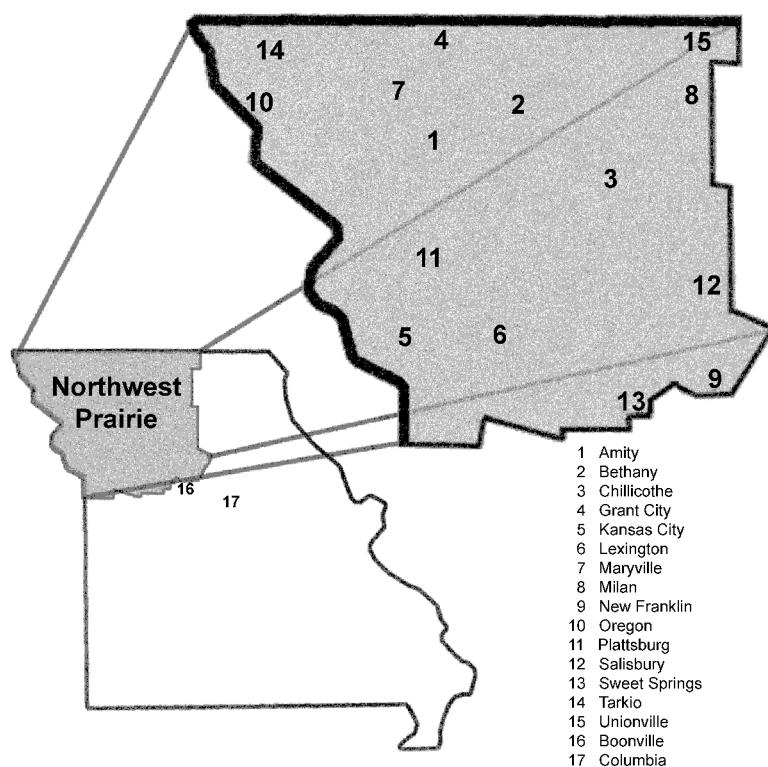 14
4
15
10
7
2
8
1
3
11
12
5
6
9
13
Northwest
Prairie
16
17
1 Amity
2 Bethany
3 Chillicothe
4 Grant City
5 Kansas City
6 Lexington
7 Maryville
8 Milan
9 New Franklin
10 Oregon
11 Plattsburg
12 Salisbury
13 Sweet Springs
14 Tarkio
15 Unionville
16 Boonville
17 Columbia